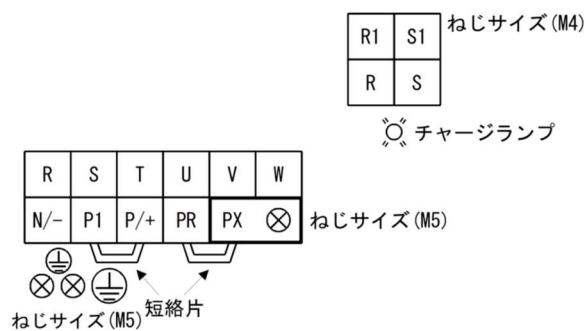 R1 S1 ねじサイズ(M4)
R S
チャージランプ
R S T U V W
N/- P1 P/+ PR PX ねじサイズ(M5)
短絡片
ねじサイズ(M5)